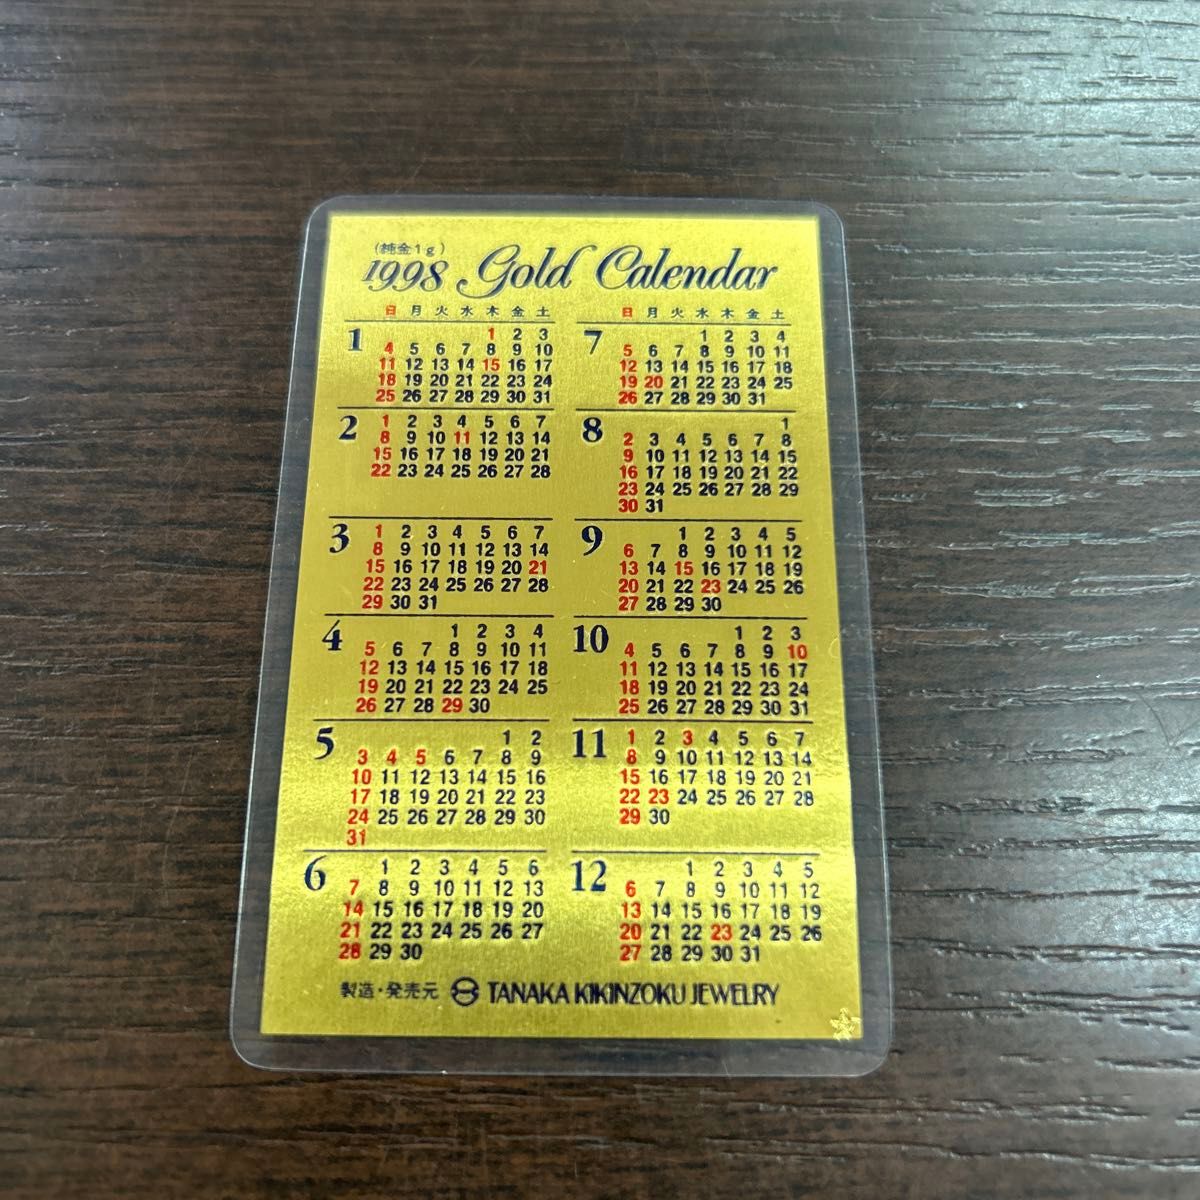 （純金1g）
1998 Gold Calendar
日 月 火 水 木 金 土
1
1 2 3
4 5 6 7 8 9 10
11 12 13 14 15 16 17
18 19 20 21 22 23 24
25 26 27 28 29 30 31
2
1 2 3 4 5 6 7
8 9 10 11 12 13 14
15 16 17 18 19 20 21
22 23 24 25 26 27 28
3
1 2 3 4 5 6 7
8 9 10 11 12 13 14
15 16 17 18 19 20 21
22 23 24 25 26 27 28
29 30 31
4
1 2 3 4
5 6 7 8 9 10 11
12 13 14 15 16 17 18
19 20 21 22 23 24 25
26 27 28 29 30
5
1 2
3 4 5 6 7 8 9
10 11 12 13 14 15 16
17 18 19 20 21 22 23
24 25 26 27 28 29 30
31
6
1 2 3 4 5 6
7 8 9 10 11 12 13
14 15 16 17 18 19 20
21 22 23 24 25 26 27
28 29 30
日 月 火 水 木 金 土
7
1 2 3 4
5 6 7 8 9 10 11
12 13 14 15 16 17 18
19 20 21 22 23 24 25
26 27 28 29 30 31
8
1
2 3 4 5 6 7 8
9 10 11 12 13 14 15
16 17 18 19 20 21 22
23 24 25 26 27 28 29
30 31
9
1 2 3 4 5
6 7 8 9 10 11 12
13 14 15 16 17 18 19
20 21 22 23 24 25 26
27 28 29 30
10
1 2 3
4 5 6 7 8 9 10
11 12 13 14 15 16 17
18 19 20 21 22 23 24
25 26 27 28 29 30 31
11
1 2 3 4 5 6 7
8 9 10 11 12 13 14
15 16 17 18 19 20 21
22 23 24 25 26 27 28
29 30
12
1 2 3 4 5
6 7 8 9 10 11 12
13 14 15 16 17 18 19
20 21 22 23 24 25 26
27 28 29 30 31
製造・発売元 TANAKA KIKINZOKU JEWELRY